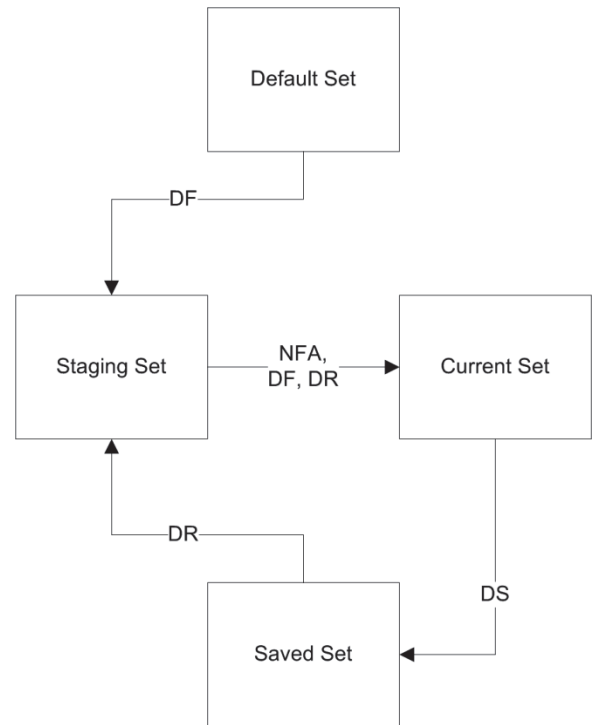 Default Set
DF
Staging Set
NFA,
DF, DR
Current Set
DR
DS
Saved Set